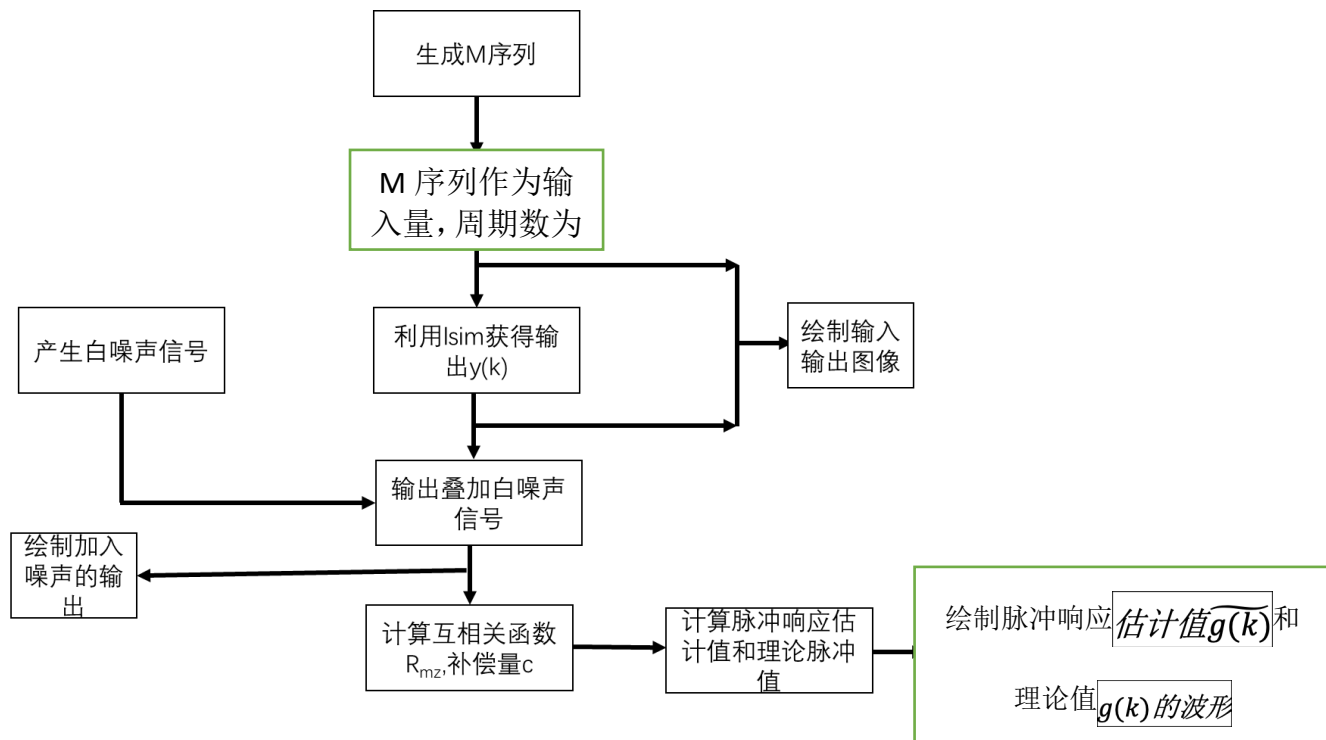 生成M序列
M 序列作为输
入量，周期数为
产生白噪声信号
利用lsim获得输
出y(k)
绘制输入
输出图像
输出叠加白噪声
信号
绘制加入
噪声的输
出
计算互相关函数
Rmz,补偿量c
计算脉冲响应估
计值和理论脉冲
值
绘制脉冲响应估计值g(k)和
理论值g(k)的波形